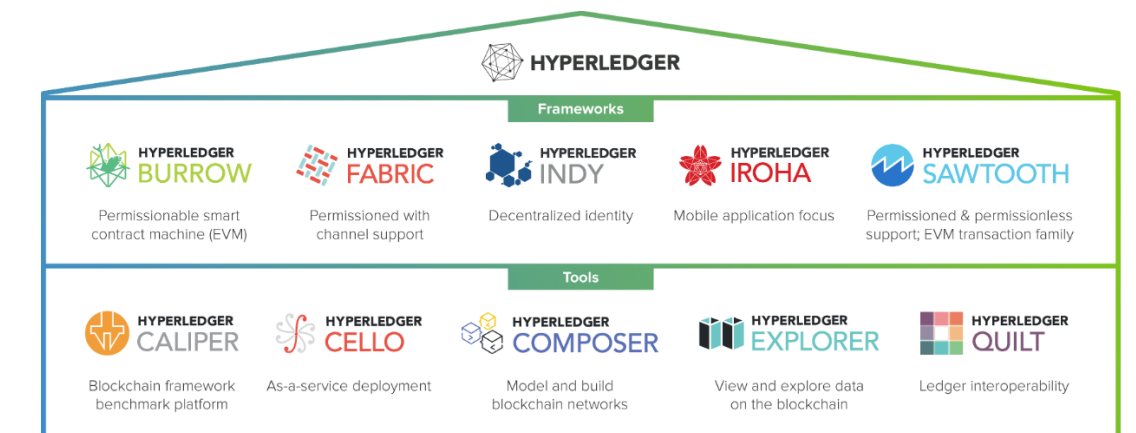 HYPERLEDGER
Frameworks
HYPERLEDGER
BURROW
Permissionable smart
contract machine (EVM)
HYPERLEDGER
FABRIC
Permissioned with
channel support
HYPERLEDGER
INDY
Decentralized identity
HYPERLEDGER
IROHA
Mobile application focus
HYPERLEDGER
SAWTOOTH
Permissioned & permissionless
support; EVM transaction family
Tools
HYPERLEDGER
CALIPER
Blockchain framework
benchmark platform
HYPERLEDGER
CELLO
As-a-service deployment
HYPERLEDGER
COMPOSER
Model and build
blockchain networks
HYPERLEDGER
EXPLORER
View and explore data
on the blockchain
HYPERLEDGER
QUILT
Ledger interoperability